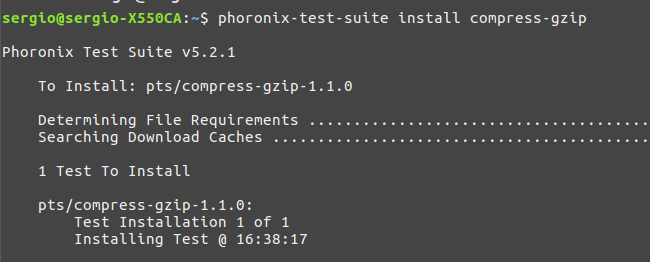 sergio@sergio-X550CA:~$ phoronix-test-suite install compress-gzip
Phoronix Test Suite v5.2.1
To Install: pts/compress-gzip-1.1.0
Determining File Requirements ......................................
Searching Download Caches ..........................................
1 Test To Install
pts/compress-gzip-1.1.0:
Test Installation 1 of 1
Installing Test @ 16:38:17